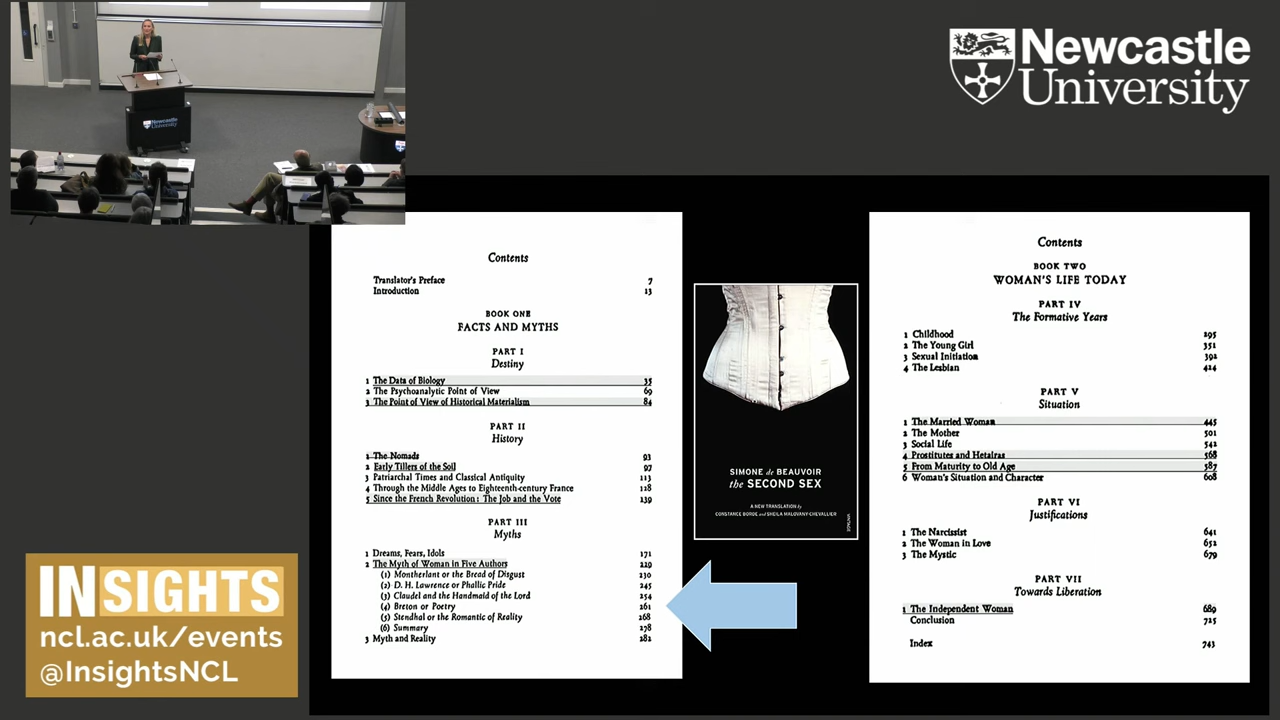 Newcastle
University
Newcastle
University
Contents
Translator's Preface 7
Introduction 13
BOOK ONE
FACTS AND MYTHS
PART I
Destiny
1 The Data of Biology 35
2 The Psychoanalytic Point of View 69
3 The Point of View of Historical Materialism 84
PART II
History
1 The Nomads 93
2 Early Tillers of the Soil 97
3 Patriarchal Times and Classical Antiquity 113
4 Through the Middle Ages to Eighteenth-century France 128
5 Since the French Revolution: The Job and the Vote 139
PART III
Myths
1 Dreams, Fears, Idols 171
2 The Myth of Woman in Five Authors 229
(1) Montherlant or the Bread of Disgust 230
(2) D. H. Lawrence or Phallic Pride 245
(3) Claudel and the Handmaid of the Lord 254
(4) Breton or Poetry 261
(5) Stendhal or the Romantic of Reality 268
(6) Summary 278
3 Myth and Reality 282
SIMONE de BEAUVOIR
the SECOND SEX
A NEW TRANSLATION by
CONSTANCE BORDE and SHEILA MALOVANY-CHEVALLIER
VINTAGE
Contents
BOOK TWO
WOMAN'S LIFE TODAY
PART IV
The Formative Years
1 Childhood 295
2 The Young Girl 351
3 Sexual Initiation 392
4 The Lesbian 424
PART V
Situation
1 The Married Woman 445
2 The Mother 501
3 Social Life 542
4 Prostitutes and Hetairas 568
5 From Maturity to Old Age 587
6 Woman's Situation and Character 608
PART VI
Justifications
1 The Narcissist 641
2 The Woman in Love 652
3 The Mystic 679
PART VII
Towards Liberation
1 The Independent Woman 689
Conclusion 725
Index 743
INSIGHTS
ncl.ac.uk/events
@InsightsNCL